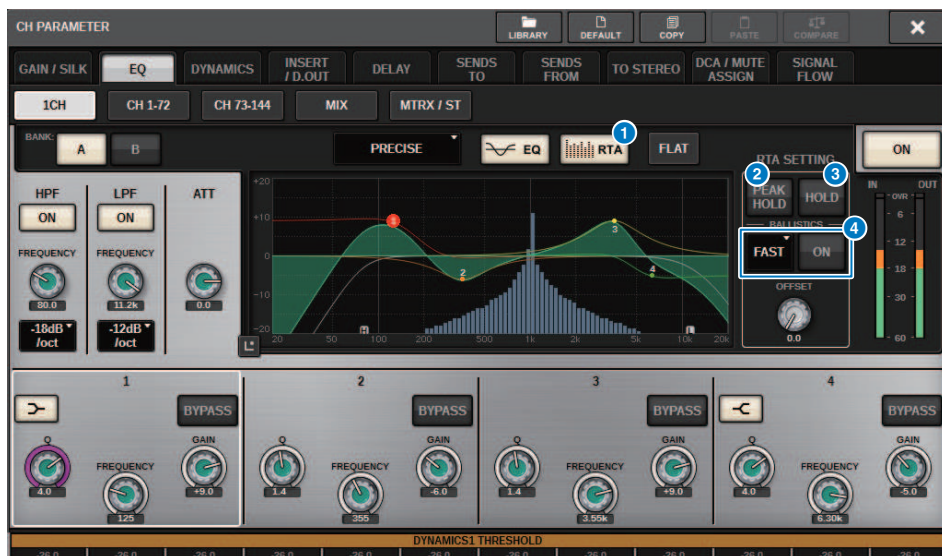 CH PARAMETER
LIBRARY
DEFAULT
COPY
PASTE
COMPARE
GAIN / SILK
EQ
DYNAMICS
INSERT
/ D.OUT
DELAY
SENDS
TO
SENDS
FROM
TO STEREO
DCA / MUTE
ASSIGN
SIGNAL
FLOW
1CH
CH 1-72
CH 73-144
MIX
MTRX / ST
BANK:
A
B
PRECISE
EQ
RTA
1
FLAT
RTA SETTING
ON
HPF
ON
FREQUENCY
80.0
-18dB
/oct
LPF
ON
FREQUENCY
11.2k
-12dB
/oct
ATT
0.0
+20
+10
0
-10
-20
1
2
3
4
H
L
20 50 100 200 500 1k 2k 5k 10k 20k
2
3
PEAK
HOLD
HOLD
BALLISTICS
4
FAST
ON
OFFSET
0.0
IN OUT
OVR
6
12
18
30
60
1
BYPASS
Q
4.0
FREQUENCY
125
GAIN
+9.0
2
BYPASS
Q
1.4
FREQUENCY
355
GAIN
-6.0
3
BYPASS
Q
1.4
FREQUENCY
3.55k
GAIN
+9.0
4
BYPASS
Q
4.0
FREQUENCY
6.30k
GAIN
-5.0
DYNAMICS1 THRESHOLD